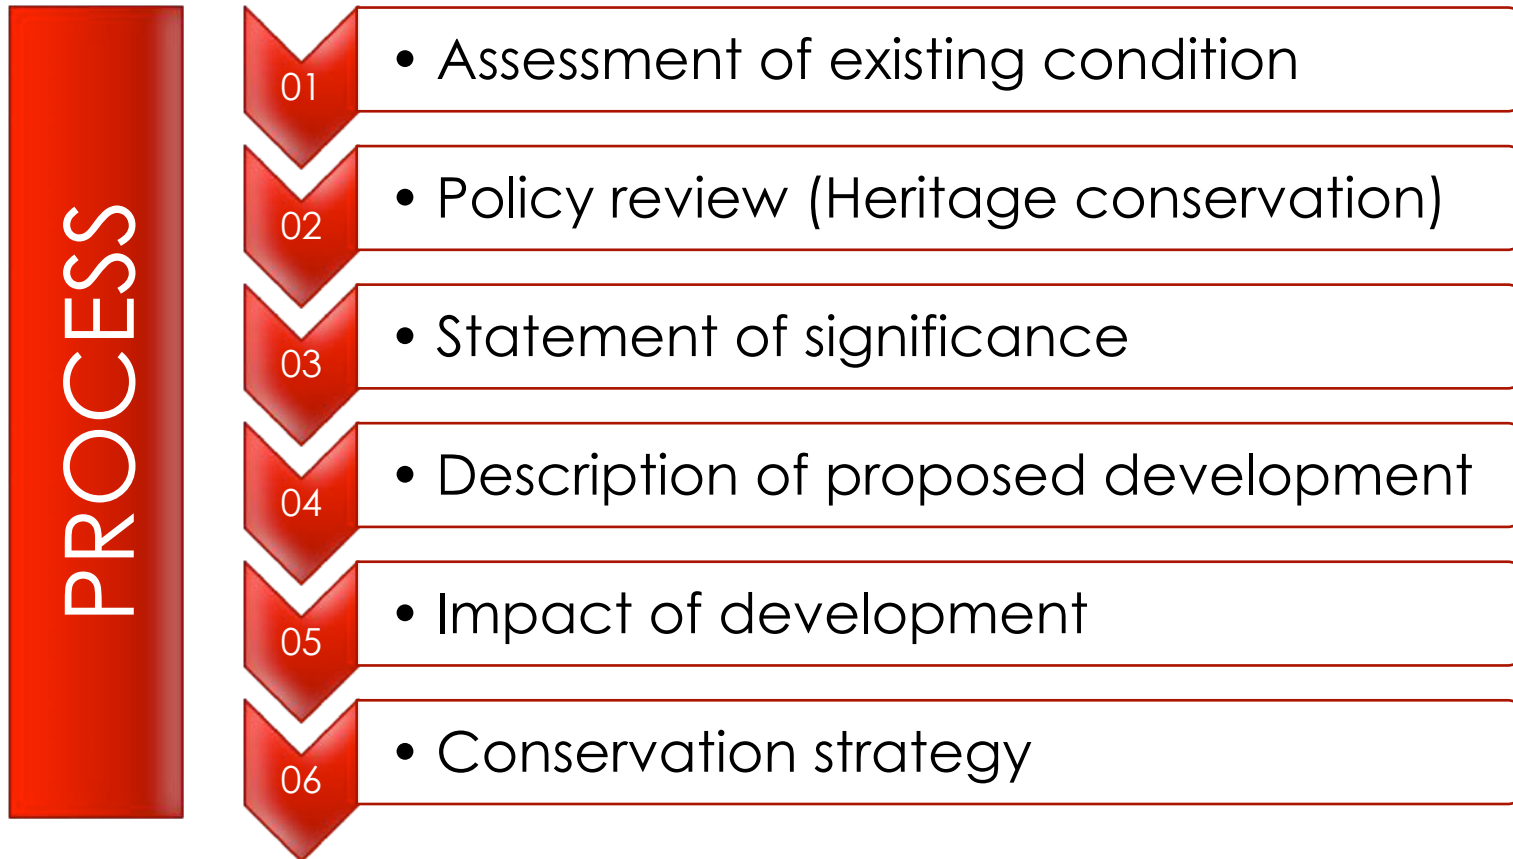 PROCESS
01
• Assessment of existing condition
02
• Policy review (Heritage conservation)
03
• Statement of significance
04
• Description of proposed development
05
• Impact of development
06
• Conservation strategy